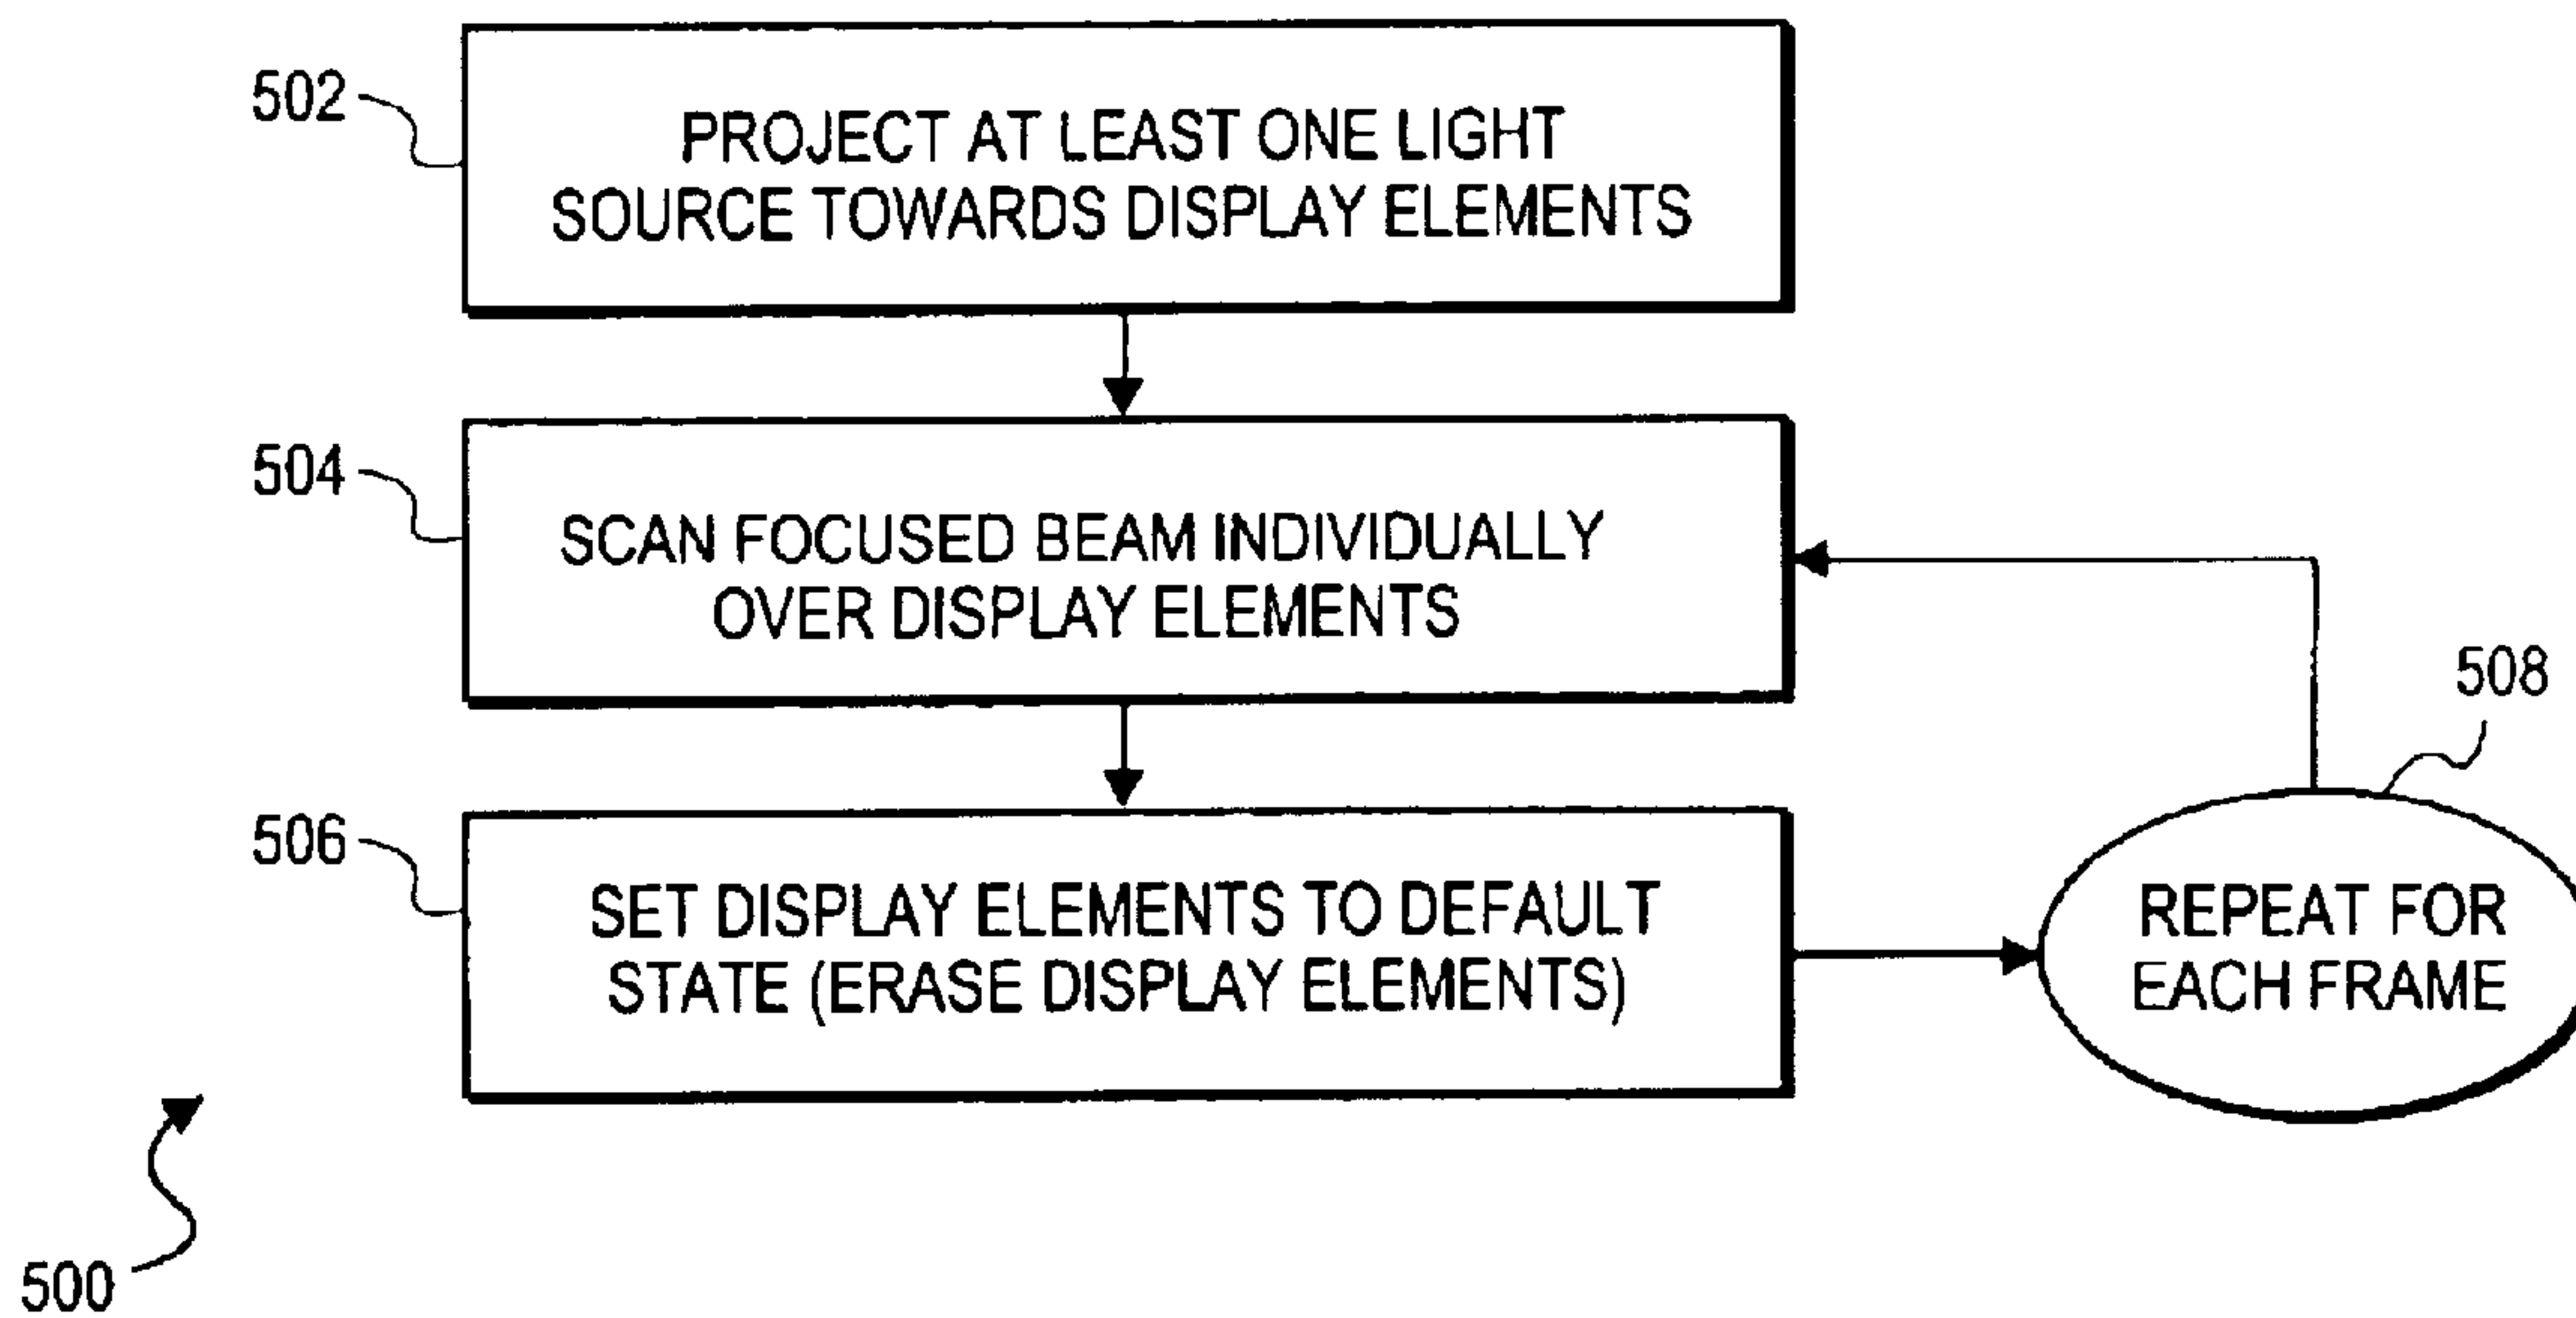 502
PROJECT AT LEAST ONE LIGHT
SOURCE TOWARDS DISPLAY ELEMENTS
504
SCAN FOCUSED BEAM INDIVIDUALLY
OVER DISPLAY ELEMENTS
508
506
SET DISPLAY ELEMENTS TO DEFAULT
STATE (ERASE DISPLAY ELEMENTS)
REPEAT FOR
EACH FRAME
500